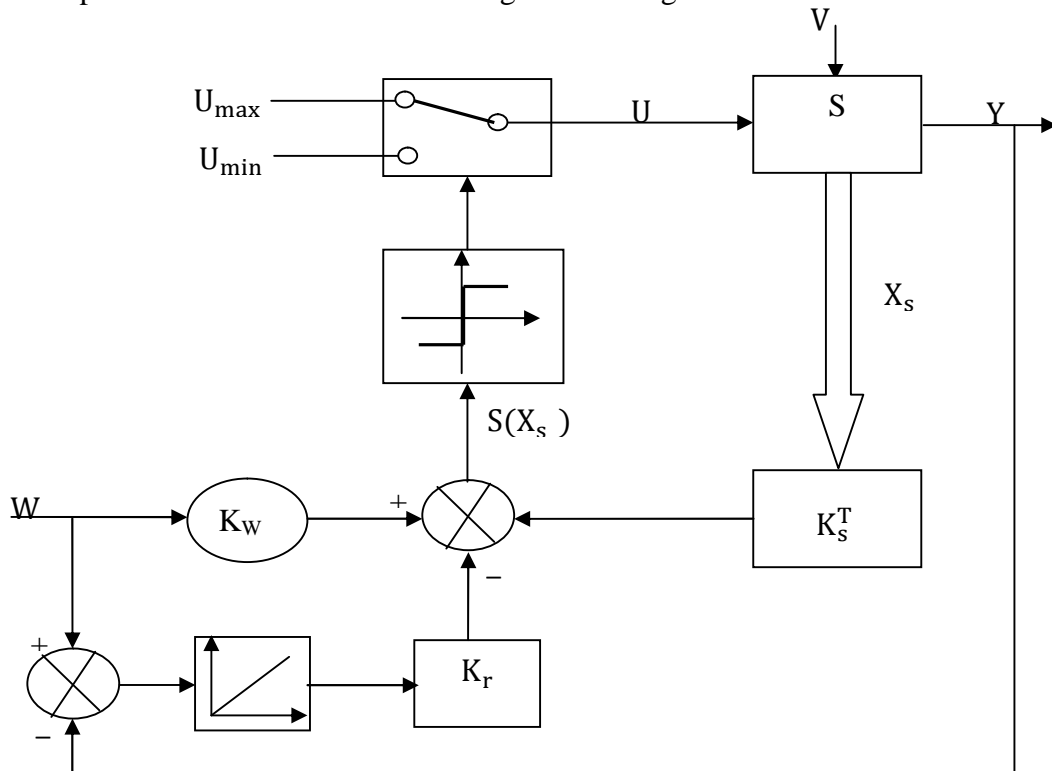 V
U_max
U_min
U
S
Y
X_s
S(X_s )
W
K_W
+
K_s^T
−
+
K_r
−